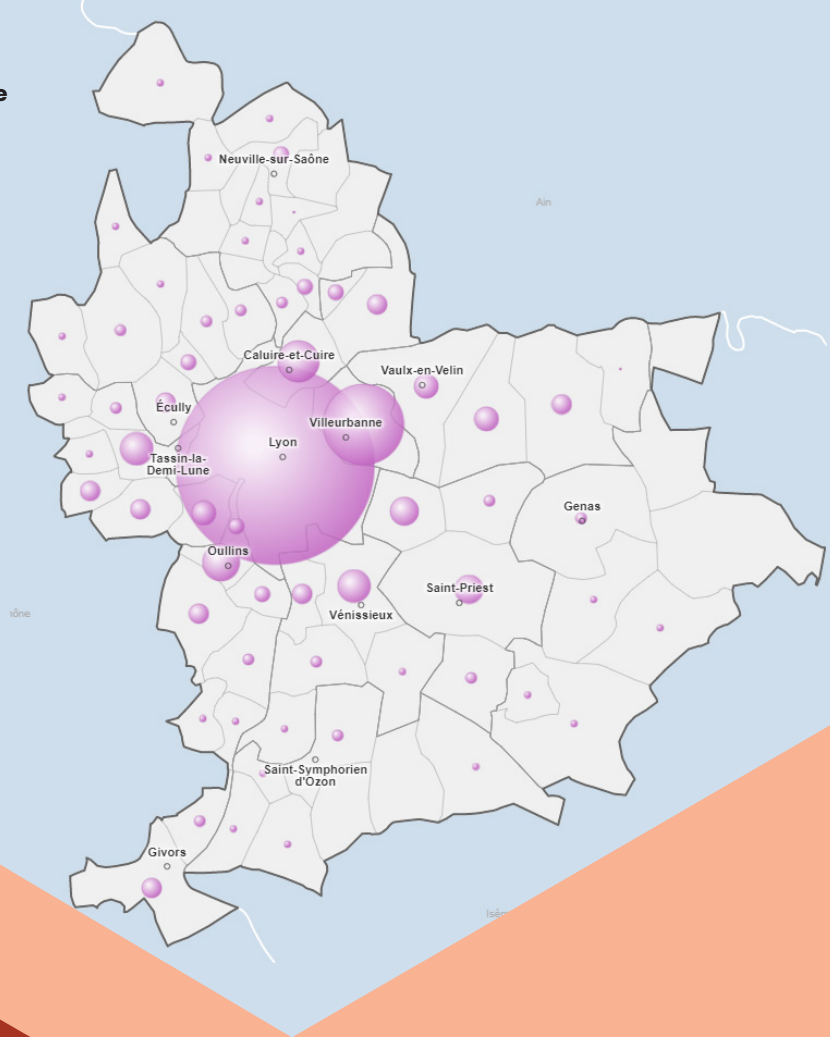 e
Neuville-sur-Saône
Ain
Caluire-et-Cuire
Vaulx-en-Velin
Écully
Villeurbanne
Lyon
Tassin-la-
Demi-Lune
Genas
Oullins
Saint-Priest
Vénissieux
Saint-Symphorien
d'Ozon
Givors